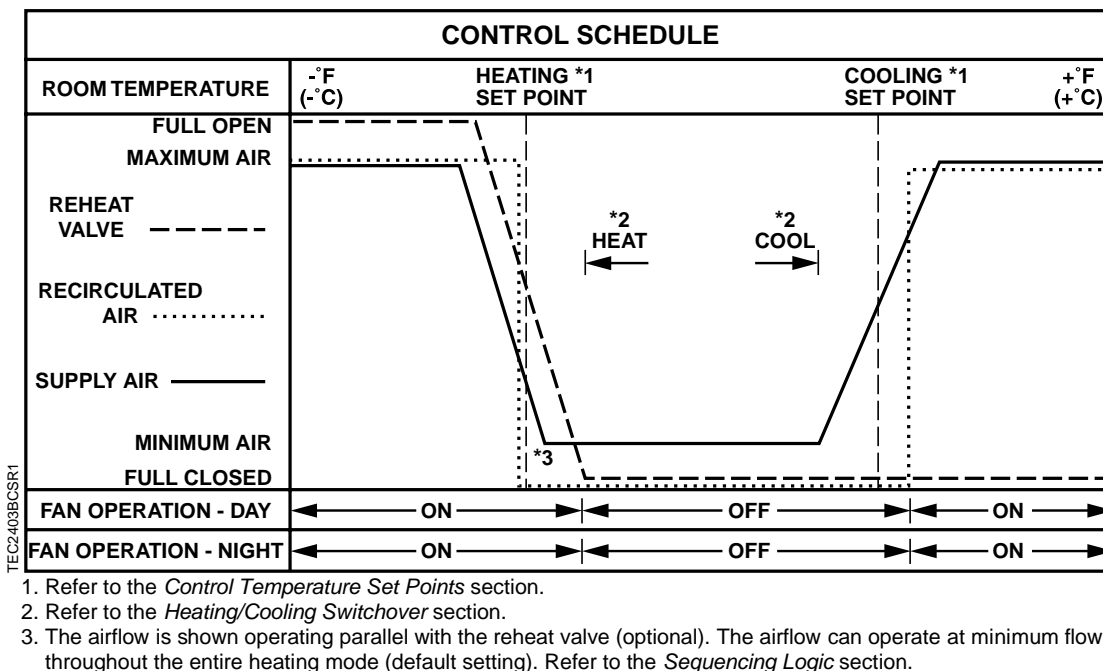 CONTROL SCHEDULE
ROOM TEMPERATURE
-˚F
(-˚C)
HEATING *1
SET POINT
COOLING *1
SET POINT
+˚F
(+˚C)
FULL OPEN
MAXIMUM AIR
REHEAT
VALVE
RECIRCULATED
AIR
SUPPLY AIR
MINIMUM AIR
FULL CLOSED
*2
HEAT
*2
COOL
*3
FAN OPERATION - DAY
ON
OFF
ON
FAN OPERATION - NIGHT
ON
OFF
ON
TEC2403BCSR1
1. Refer to the Control Temperature Set Points section.
2. Refer to the Heating/Cooling Switchover section.
3. The airflow is shown operating parallel with the reheat valve (optional). The airflow can operate at minimum flow
throughout the entire heating mode (default setting). Refer to the Sequencing Logic section.